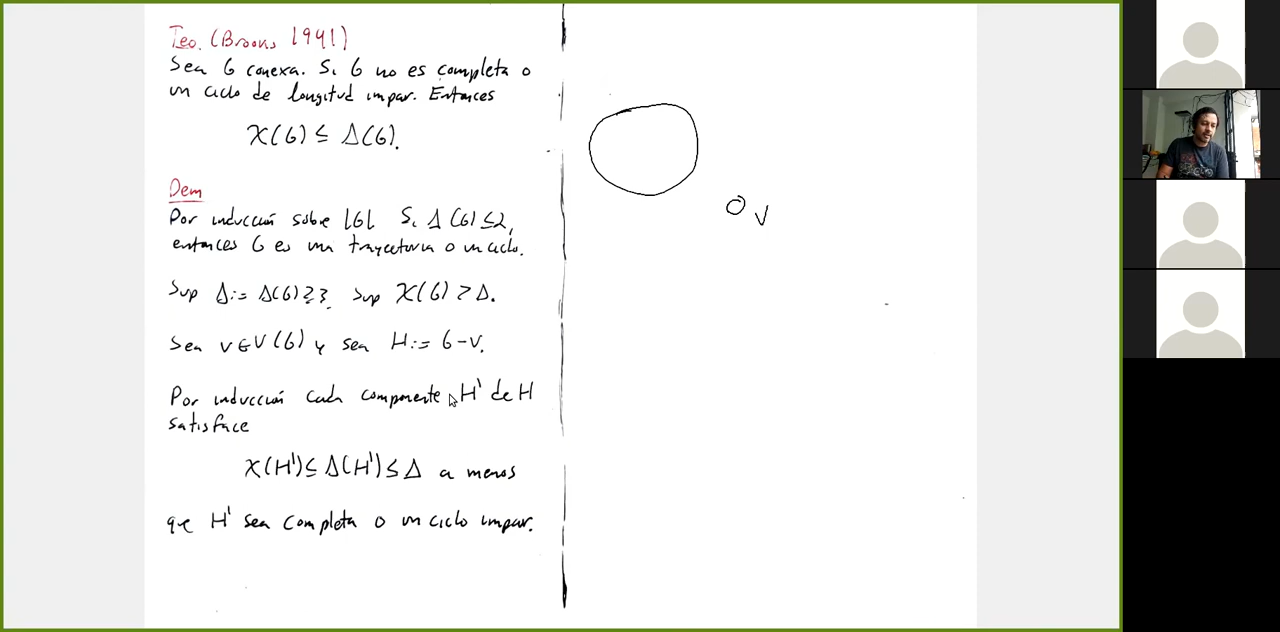 Teo. (Brooks 1941)
Sea G conexa. Si G no es completa o
un ciclo de longitud impar. Entonces
χ(G) ≤ Δ(G).
Dem
Por inducción sobre |G|. Si Δ(G) ≤ 2,
entonces G es una trayectoria o un ciclo.
Sup Δ := Δ(G) ≥ 3. Sup χ(G) > Δ.
Sea v ∈ V(G) y sea H := G - v.
Por inducción cada componente H' de H
satisface
χ(H') ≤ Δ(H') ≤ Δ a menos
que H' sea completa o un ciclo impar.
v